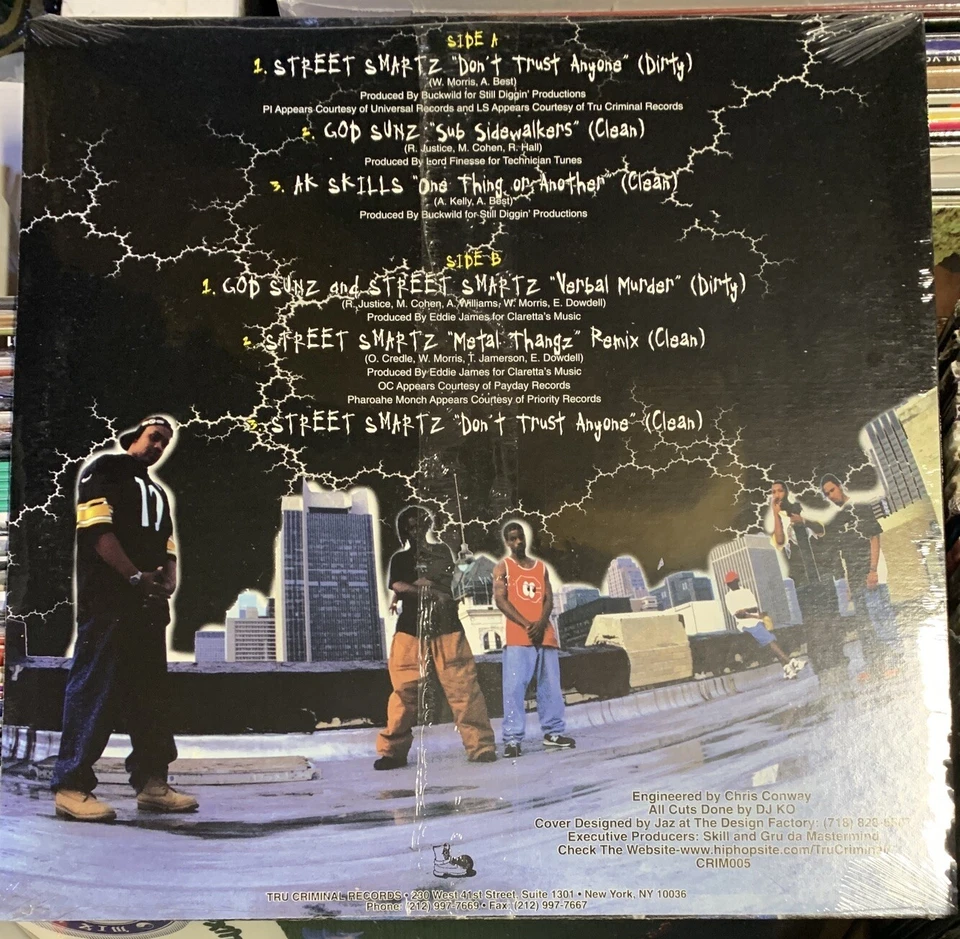 SIDE A
1. STREET SMARTZ "Don't Trust Anyone" (Dirty)
(W. Morris, A. Best)
Produced By Buckwild for Still Diggin' Productions
PI Appears Courtesy of Universal Records and LS Appears Courtesy of Tru Criminal Records
2. GOD SUNZ "Sub Sidewalkers" (Clean)
(R. Justice, M. Cohen, R. Hall)
Produced By Lord Finesse for Technician Tunes
3. AK SKILLS "One Thing or Another" (Clean)
(A. Kelly, A. Best)
Produced By Buckwild for Still Diggin' Productions
SIDE B
1. GOD SUNZ and STREET SMARTZ "Verbal Murder" (Dirty)
(R. Justice, M. Cohen, A. Williams, W. Morris, E. Dowdell)
Produced By Eddie James for Claretta's Music
2. STREET SMARTZ "Metal Thangz" Remix (Clean)
(O. Credle, W. Morris, T. Jamerson, E. Dowdell)
Produced By Eddie James for Claretta's Music
OC Appears Courtesy of Payday Records
Pharoahe Monch Appears Courtesy of Priority Records
3. STREET SMARTZ "Don't Trust Anyone" (Clean)
17
Engineered by Chris Conway
All Cuts Done by DJ KO
Cover Designed by Jaz at The Design Factory: (718)
Executive Producers: Skill and Gru da Mastermind
Check The Website-www.hiphopsite.com/TruCriminal
CRIM005
TRU CRIMINAL RECORDS • 230 West 41st Street, Suite 1301 • New York, NY 10036
Phone: (212) 997-7669 • Fax: (212) 997-7667